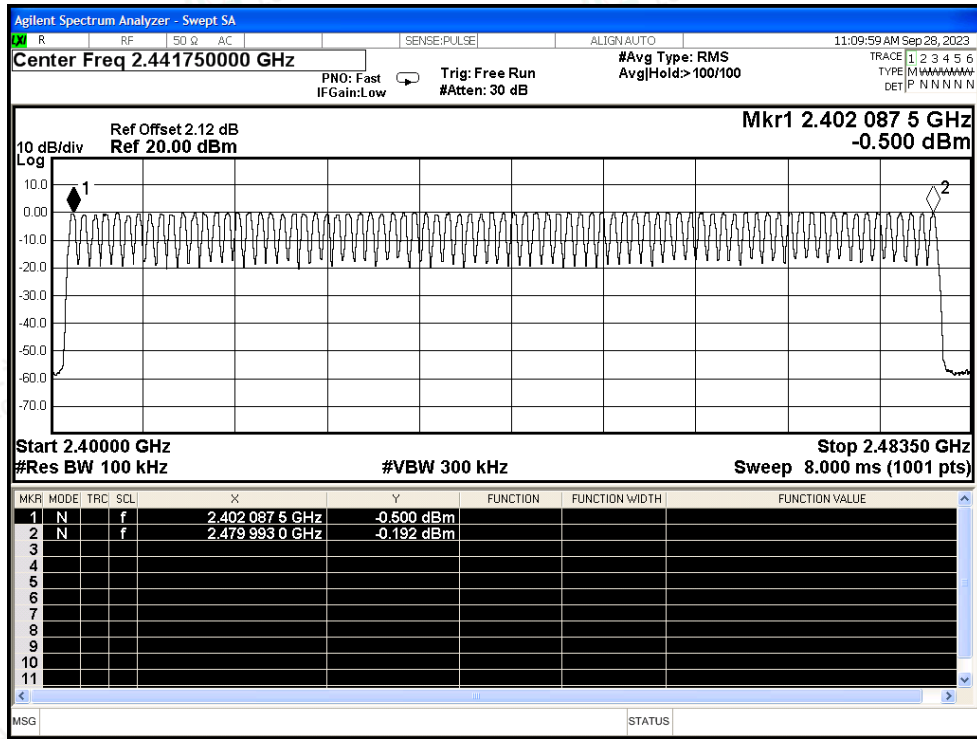 Agilent Spectrum Analyzer - Swept SA
LXI R RF 50 Ω AC SENSE:PULSE ALIGN AUTO 11:09:59 AM Sep 28, 2023
Center Freq 2.441750000 GHz
PNO: Fast
IFGain:Low
Trig: Free Run
#Atten: 30 dB
#Avg Type: RMS
Avg|Hold:>100/100
TRACE 1 2 3 4 5 6
TYPE M W W W W W
DET P N N N N N
Mkr1 2.402 087 5 GHz
-0.500 dBm
Ref Offset 2.12 dB
10 dB/div Ref 20.00 dBm
Log
10.0
0.00
-10.0
-20.0
-30.0
-40.0
-50.0
-60.0
-70.0
1
2
Start 2.40000 GHz Stop 2.48350 GHz
#Res BW 100 kHz #VBW 300 kHz Sweep 8.000 ms (1001 pts)
MKR MODE TRC SCL X Y FUNCTION FUNCTION WIDTH FUNCTION VALUE
1 N f 2.402 087 5 GHz -0.500 dBm
2 N f 2.479 993 0 GHz -0.192 dBm
3
4
5
6
7
8
9
10
11
MSG STATUS